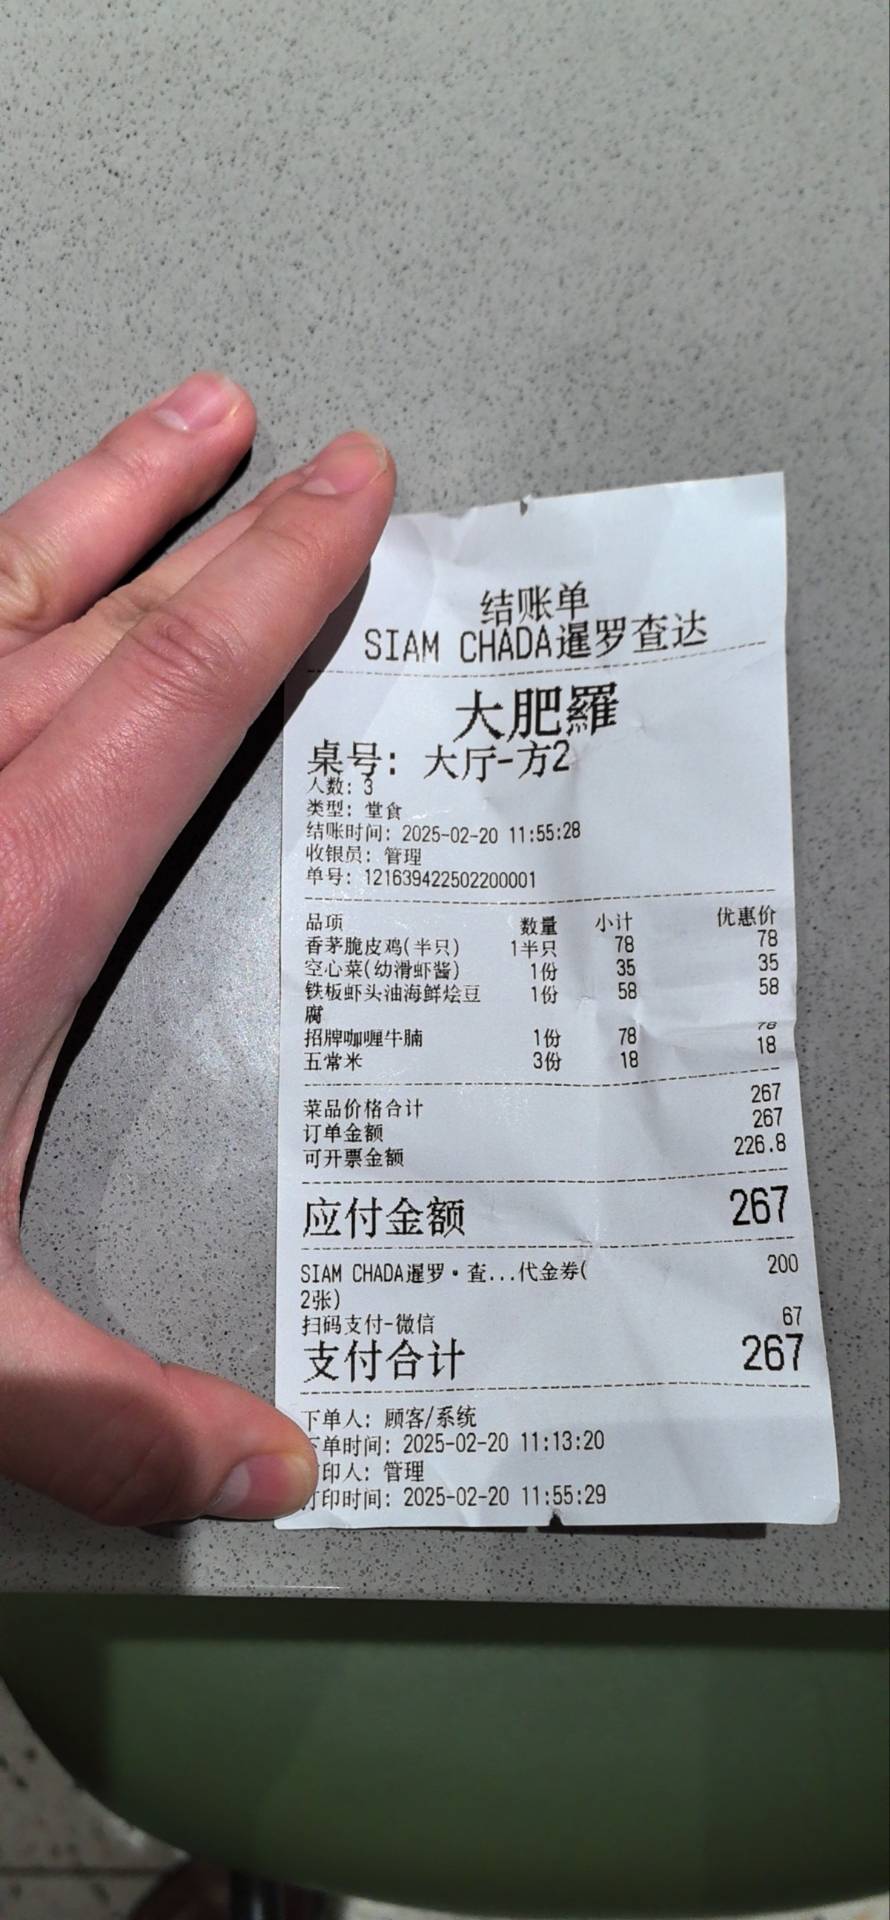 结账单
SIAM CHADA暹罗查达
大肥羅
桌号: 大厅-方2
人数: 3
类型: 堂食
结账时间: 2025-02-20 11:55:28
收银员: 管理
单号: 121639422502200001
品项 数量 小计 优惠价
香茅脆皮鸡(半只) 1半只 78 78
空心菜(幼滑虾酱) 1份 35 35
铁板虾头油海鲜烩豆 1份 58 58
腐
招牌咖喱牛腩 1份 78 78
五常米 3份 18 18
菜品价格合计 267
订单金额 267
可开票金额 226.8
应付金额 267
SIAM CHADA暹罗·查...代金券( 200
2张)
扫码支付-微信 67
支付合计 267
下单人: 顾客/系统
下单时间: 2025-02-20 11:13:20
印人: 管理
打印时间: 2025-02-20 11:55:29